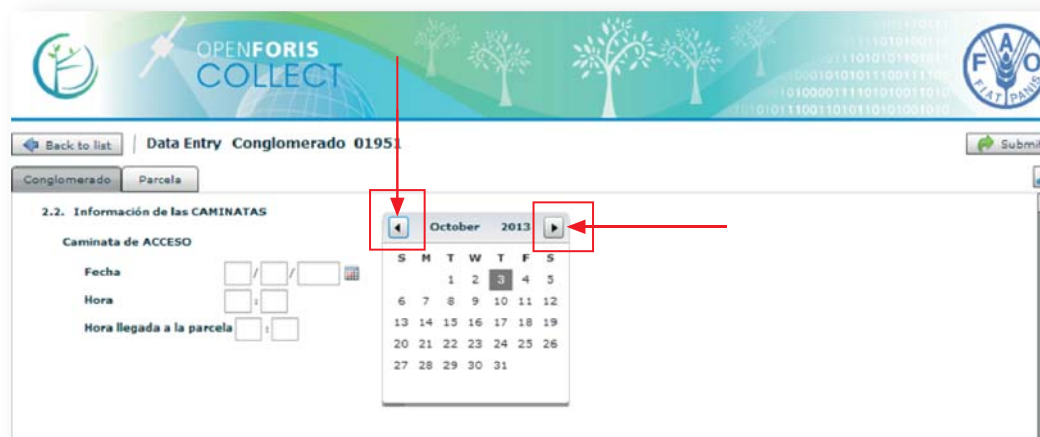 OPENFORIS
COLLECT
F A O
FIAT PANIS
Back to list | Data Entry Conglomerado 01951
Submit
Conglomerado Parcela
2.2. Información de las CAMINATAS
Caminata de ACCESO
Fecha / /
Hora :
Hora llegada a la parcela :
October 2013
S M T W T F S
1 2 3 4 5
6 7 8 9 10 11 12
13 14 15 16 17 18 19
20 21 22 23 24 25 26
27 28 29 30 31